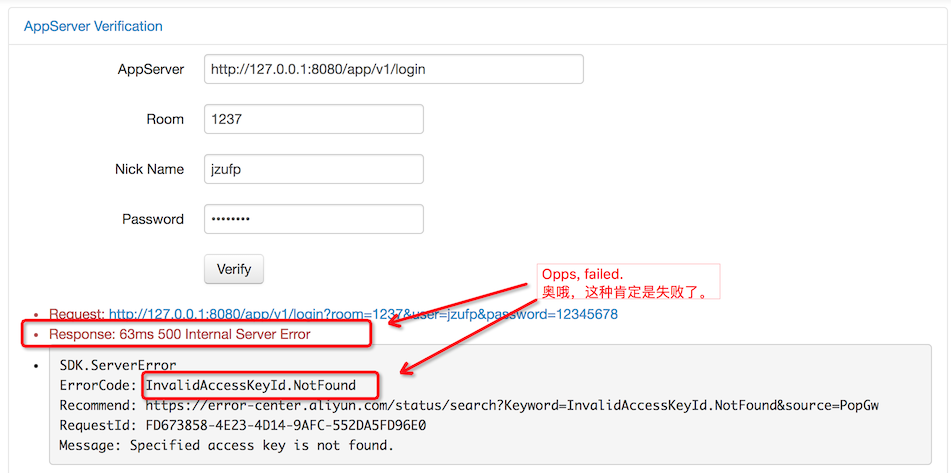 AppServer Verification
AppServer http://127.0.0.1:8080/app/v1/login
Room 1237
Nick Name jzufp
Password ••••••••
Verify
Opps, failed.
奥哦，这种肯定是失败了。
Request: http://127.0.0.1:8080/app/v1/login?room=1237&user=jzufp&password=12345678
Response: 63ms 500 Internal Server Error
SDK.ServerError
ErrorCode: InvalidAccessKeyId.NotFound
Recommend: https://error-center.aliyun.com/status/search?Keyword=InvalidAccessKeyId.NotFound&source=PopGw
RequestId: FD673858-4E23-4D14-9AFC-552DA5FD96E0
Message: Specified access key is not found.